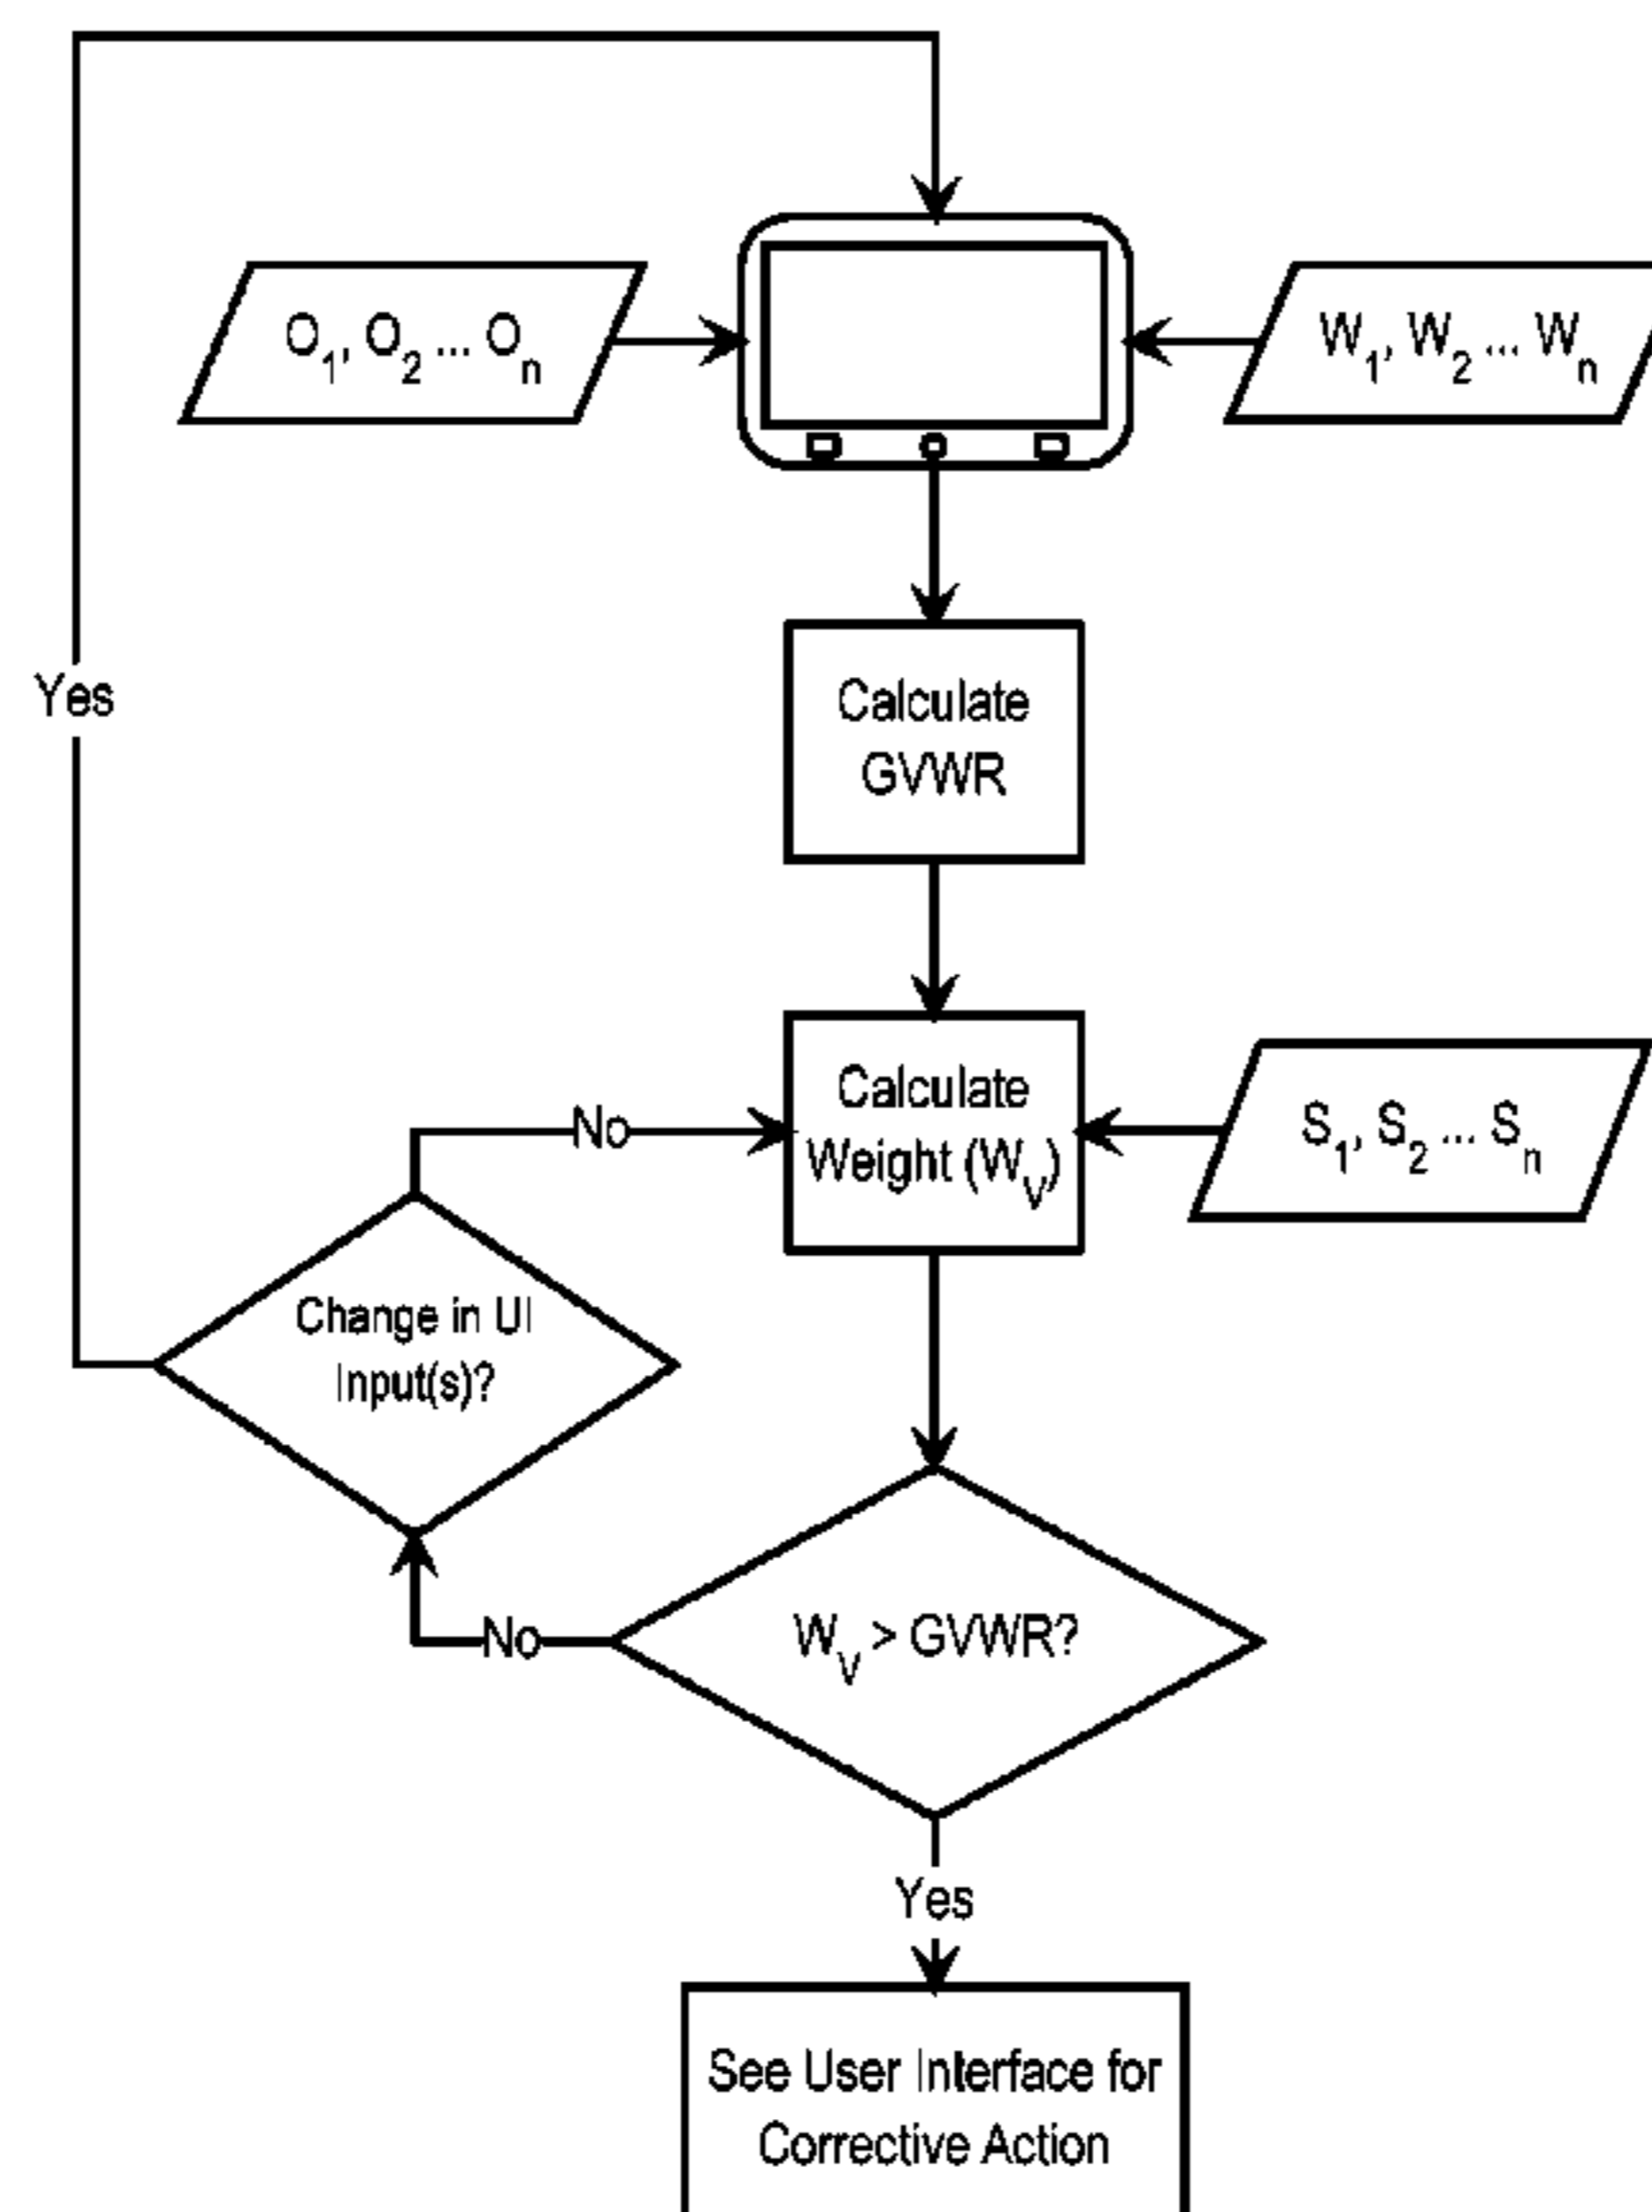 O1, O2 ... On
W1, W2 ... Wn
Yes
Calculate
GVWR
Calculate
Weight (WV)
No
S1, S2 ... Sn
Change in UI
Input(s)?
No
WV > GVWR?
Yes
See User Interface for
Corrective Action